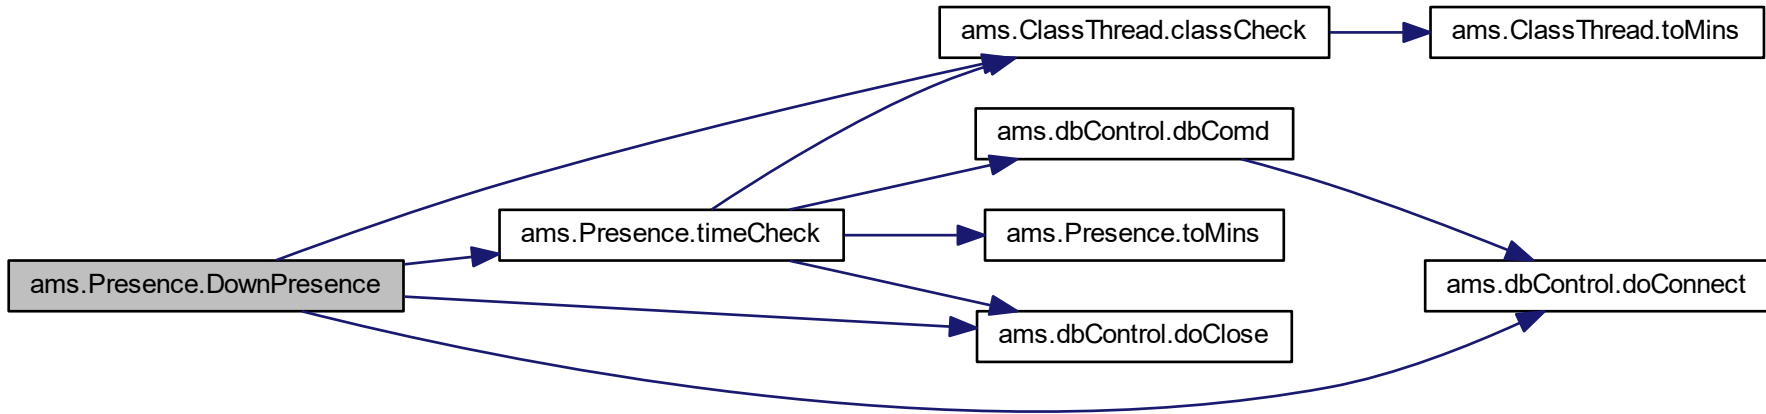 ams.ClassThread.classCheck
ams.ClassThread.toMins
ams.dbControl.dbComd
ams.Presence.timeCheck
ams.Presence.toMins
ams.Presence.DownPresence
ams.dbControl.doConnect
ams.dbControl.doClose